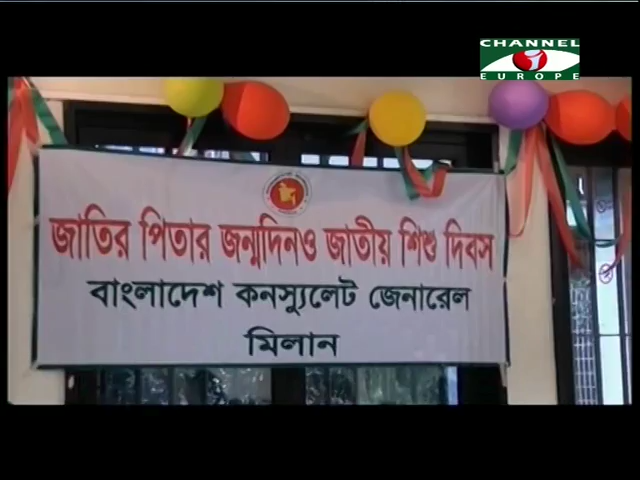 CHANNEL
i
EUROPE
জাতির পিতার জন্মদিনও জাতীয় শিশু দিবস
বাংলাদেশ কনস্যুলেট জেনারেল
মিলান